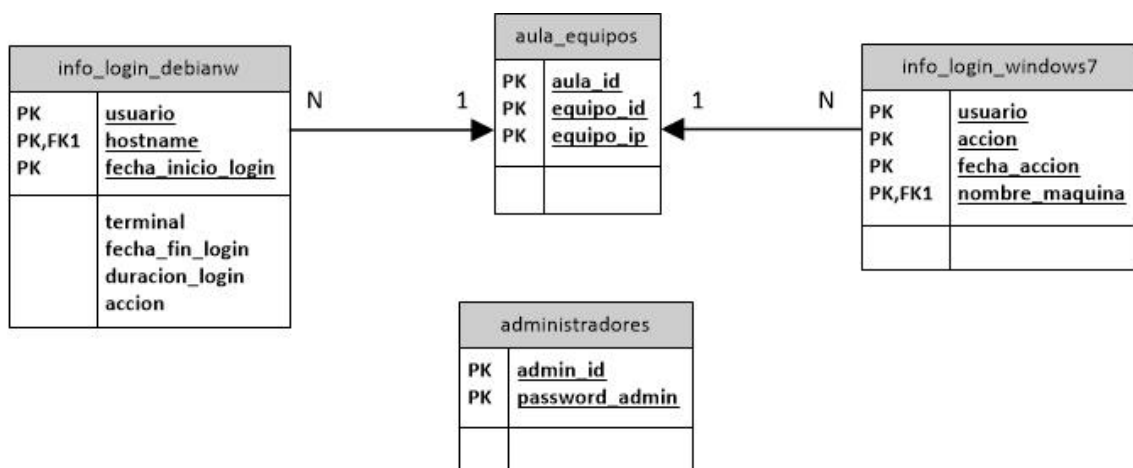 info_login_debianw
PK usuario
PK,FK1 hostname
PK fecha_inicio_login
terminal
fecha_fin_login
duracion_login
accion
N 1
aula_equipos
PK aula_id
PK equipo_id
PK equipo_ip
1 N
info_login_windows7
PK usuario
PK accion
PK fecha_accion
PK,FK1 nombre_maquina
administradores
PK admin_id
PK password_admin